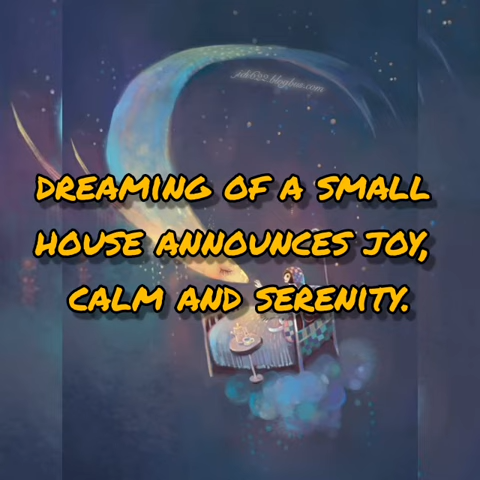 DREAMING OF A SMALL
HOUSE ANNOUNCES JOY,
CALM AND SERENITY.